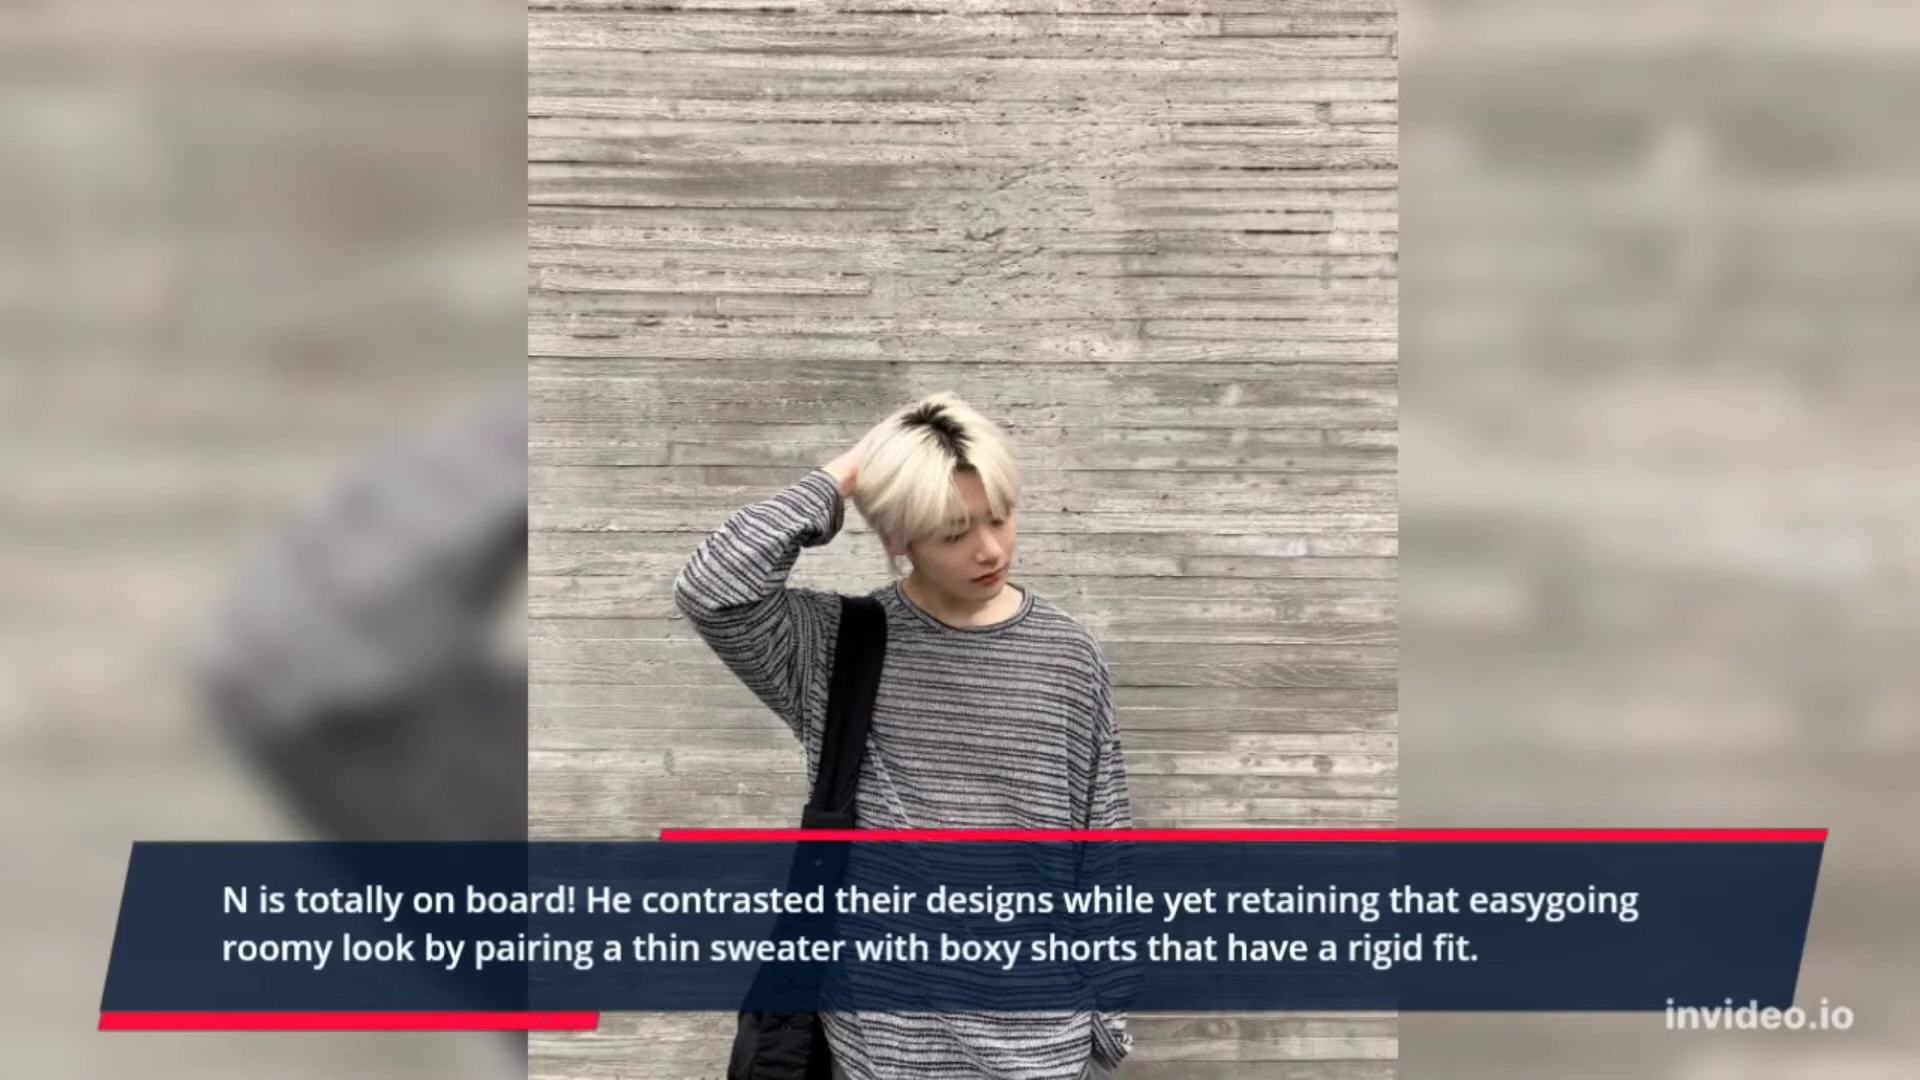 N is totally on board! He contrasted their designs while yet retaining that easygoing
roomy look by pairing a thin sweater with boxy shorts that have a rigid fit.
invideo.io